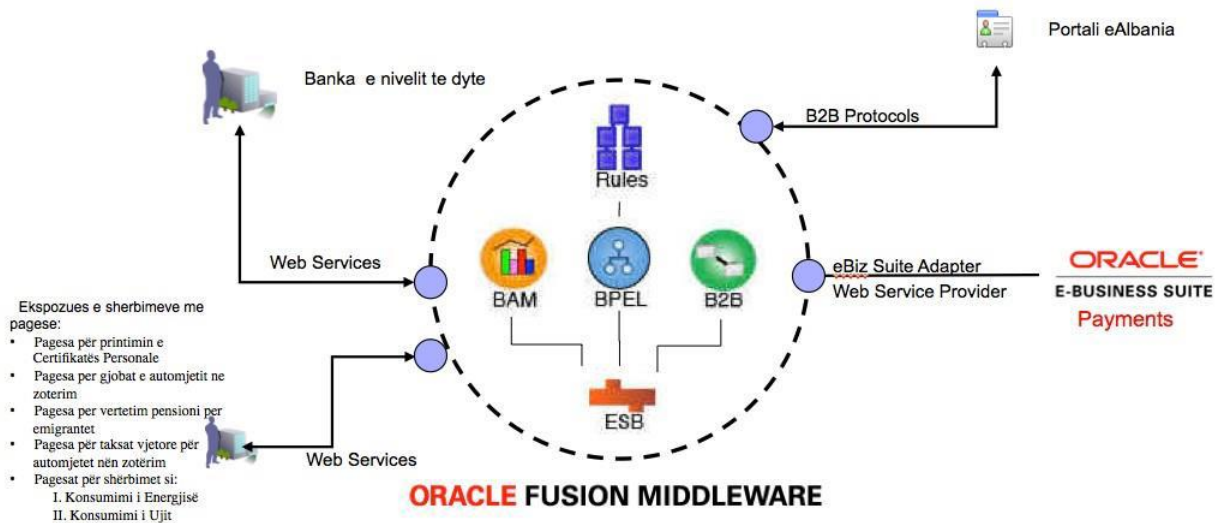 Portali eAlbania
Banka e nivelit te dyte
B2B Protocols
Rules
Web Services
BAM
BPEL
B2B
eBiz Suite Adapter
Web Service Provider
ORACLE
E-BUSINESS SUITE
Payments
Ekspozues e sherbimeve me
pagese:
• Pagesa për printimin e
Certifikatës Personale
• Pagesa per gjobat e automjetit ne
zoterim
• Pagesa per vertetim pensioni per
emigrantet
• Pagesa për taksat vjetore për
automjetet nën zotërim
• Pagesat për shërbimet si:
I. Konsumimi i Energjisë
II. Konsumimi i Ujit
ESB
Web Services
ORACLE FUSION MIDDLEWARE